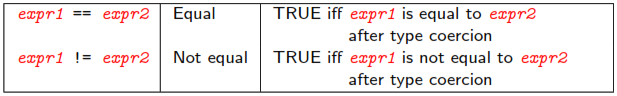 expr1 == expr2 Equal TRUE iff expr1 is equal to expr2
after type coercion
expr1 != expr2 Not equal TRUE iff expr1 is not equal to expr2
after type coercion